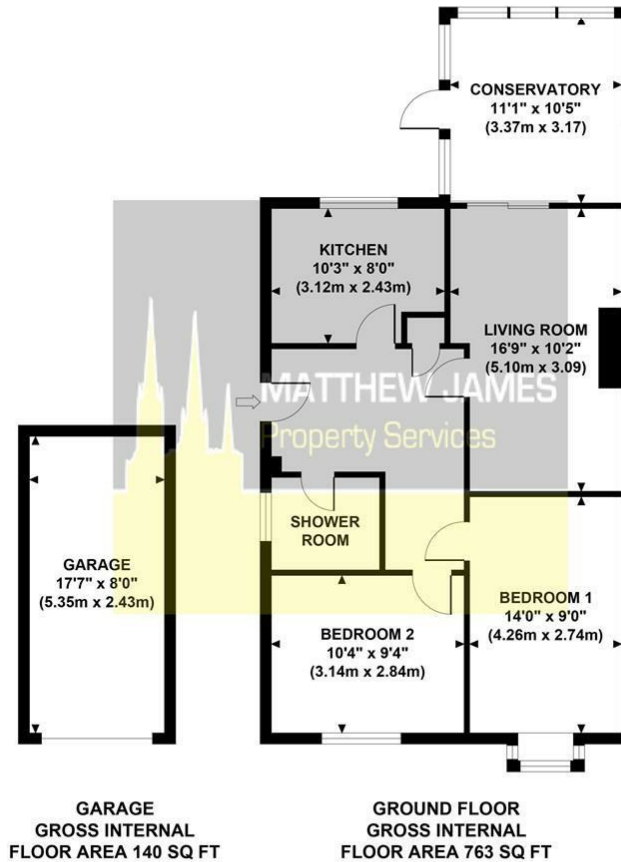 CONSERVATORY
11'1" x 10'5"
(3.37m x 3.17)
KITCHEN
10'3" x 8'0"
(3.12m x 2.43m)
LIVING ROOM
16'9" x 10'2"
(5.10m x 3.09)
MATTHEW JAMES
Property Services
SHOWER
ROOM
GARAGE
17'7" x 8'0"
(5.35m x 2.43m)
BEDROOM 1
14'0" x 9'0"
(4.26m x 2.74m)
BEDROOM 2
10'4" x 9'4"
(3.14m x 2.84m)
GARAGE
GROSS INTERNAL
FLOOR AREA 140 SQ FT
GROUND FLOOR
GROSS INTERNAL
FLOOR AREA 763 SQ FT